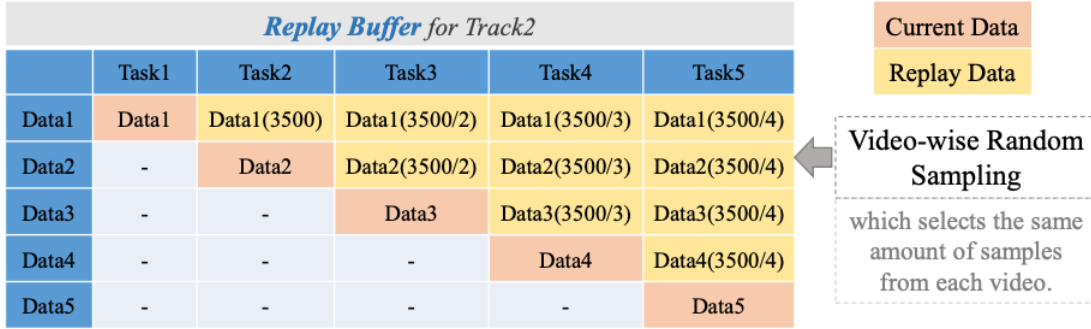 Replay Buffer for Track2
Task1 Task2 Task3 Task4 Task5
Data1 Data1 Data1(3500) Data1(3500/2) Data1(3500/3) Data1(3500/4)
Data2 - Data2 Data2(3500/2) Data2(3500/3) Data2(3500/4)
Data3 - - Data3 Data3(3500/3) Data3(3500/4)
Data4 - - - Data4 Data4(3500/4)
Data5 - - - - Data5
Current Data
Replay Data
Video-wise Random
Sampling
which selects the same
amount of samples
from each video.